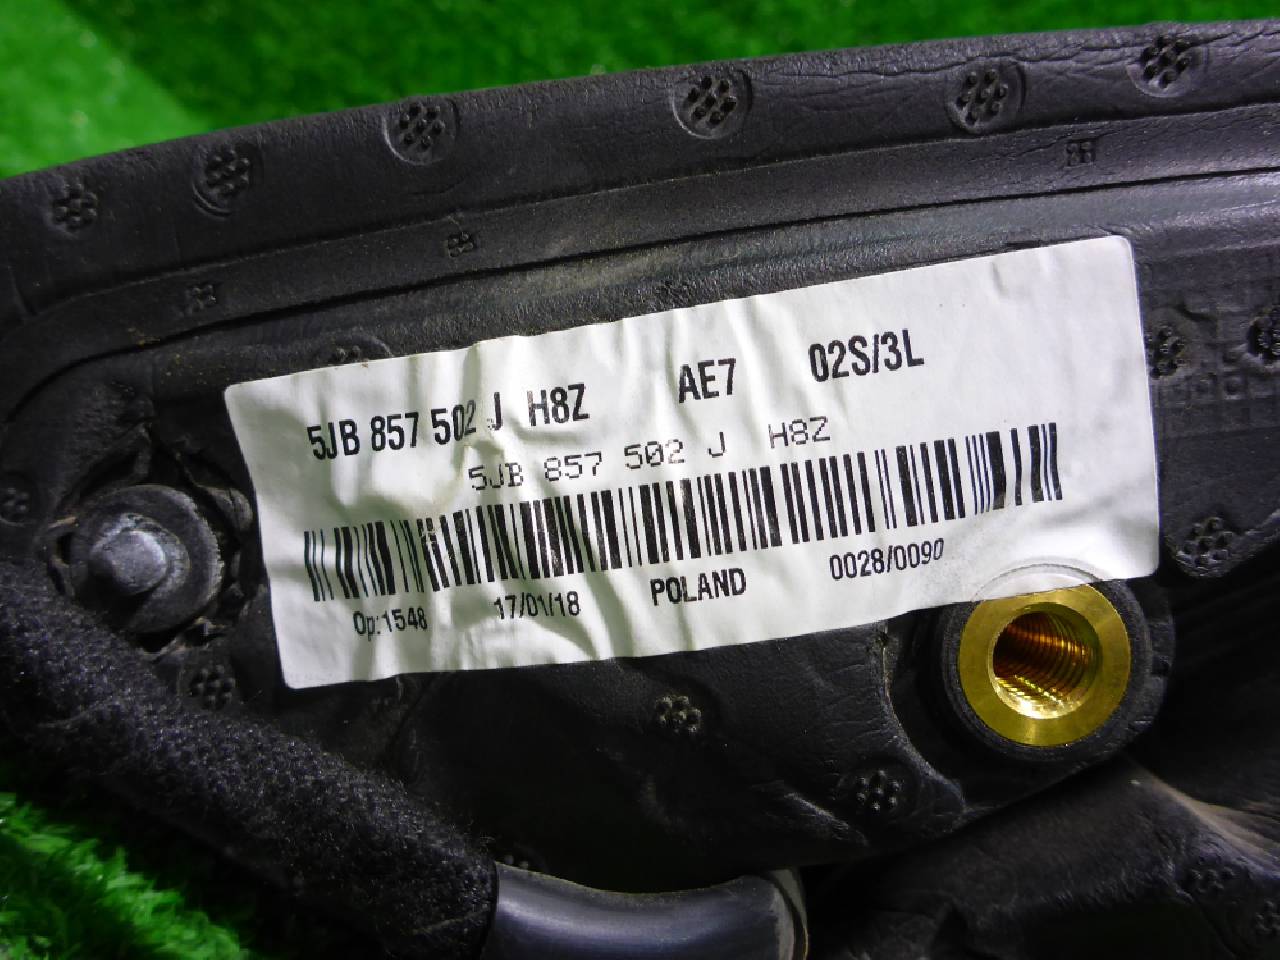 5JB 857 502 J H8Z AE7 02S/3L
5JB 857 502 J H8Z
Op:1548 17/01/18 POLAND 0028/0090